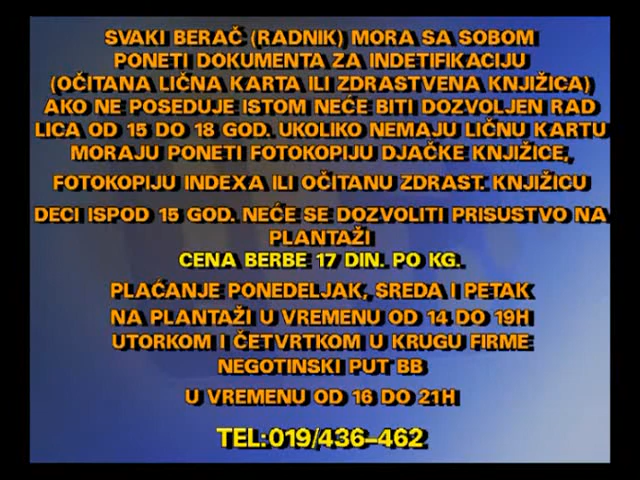 SVAKI BERAČ (RADNIK) MORA SA SOBOM
PONETI DOKUMENTA ZA INDETIFIKACIJU
(OČITANA LIČNA KARTA ILI ZDRASTVENA KNJIŽICA)
AKO NE POSEDUJE ISTOM NEĆE BITI DOZVOLJEN RAD
LICA OD 15 DO 18 GOD. UKOLIKO NEMAJU LIČNU KARTU
MORAJU PONETI FOTOKOPIJU DJAČKE KNJIŽICE,
FOTOKOPIJU INDEXA ILI OČITANU ZDRAST. KNJIŽICU
DECI ISPOD 15 GOD. NEĆE SE DOZVOLITI PRISUSTVO NA
PLANTAŽI
CENA BERBE 17 DIN. PO KG.
PLAĆANJE PONEDELJAK, SREDA I PETAK
NA PLANTAŽI U VREMENU OD 14 DO 19H
UTORKOM I ČETVRTKOM U KRUGU FIRME
NEGOTINSKI PUT BB
U VREMENU OD 16 DO 21H
TEL:019/436-462